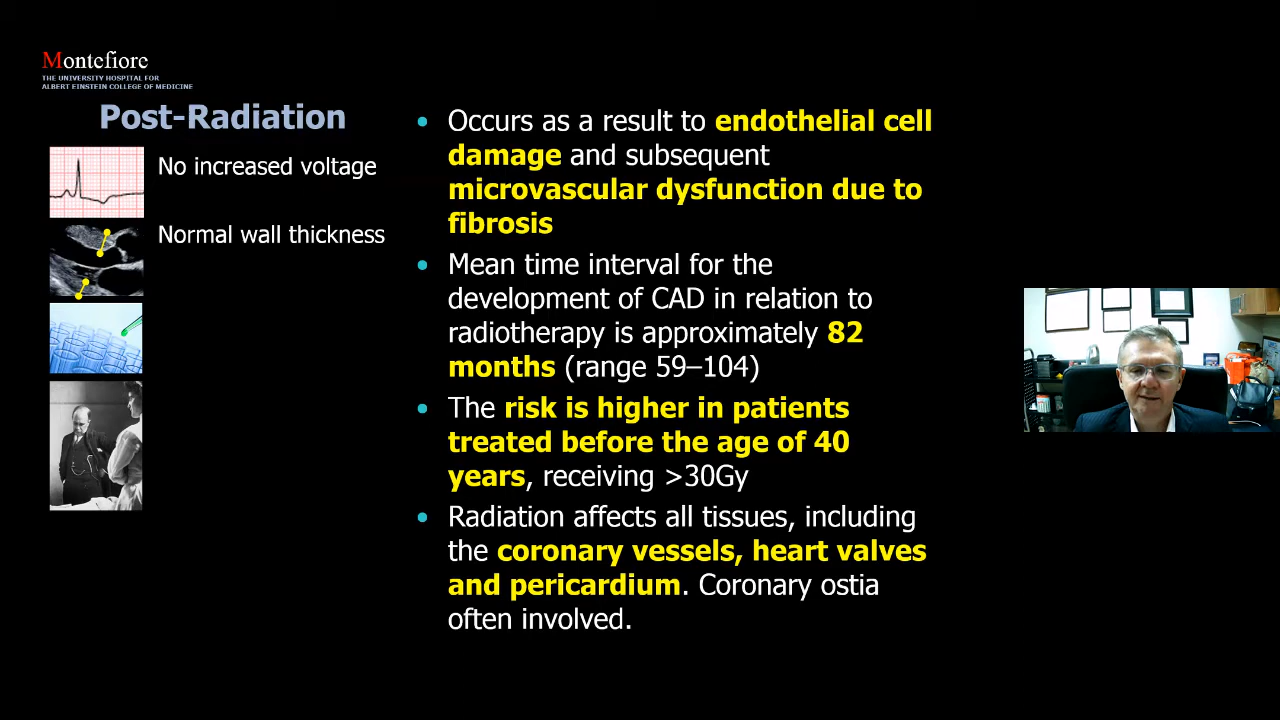 Montefiore
THE UNIVERSITY HOSPITAL FOR
ALBERT EINSTEIN COLLEGE OF MEDICINE
Post-Radiation
No increased voltage
Normal wall thickness
• Occurs as a result to endothelial cell
damage and subsequent
microvascular dysfunction due to
fibrosis
• Mean time interval for the
development of CAD in relation to
radiotherapy is approximately 82
months (range 59–104)
• The risk is higher in patients
treated before the age of 40
years, receiving >30Gy
• Radiation affects all tissues, including
the coronary vessels, heart valves
and pericardium. Coronary ostia
often involved.